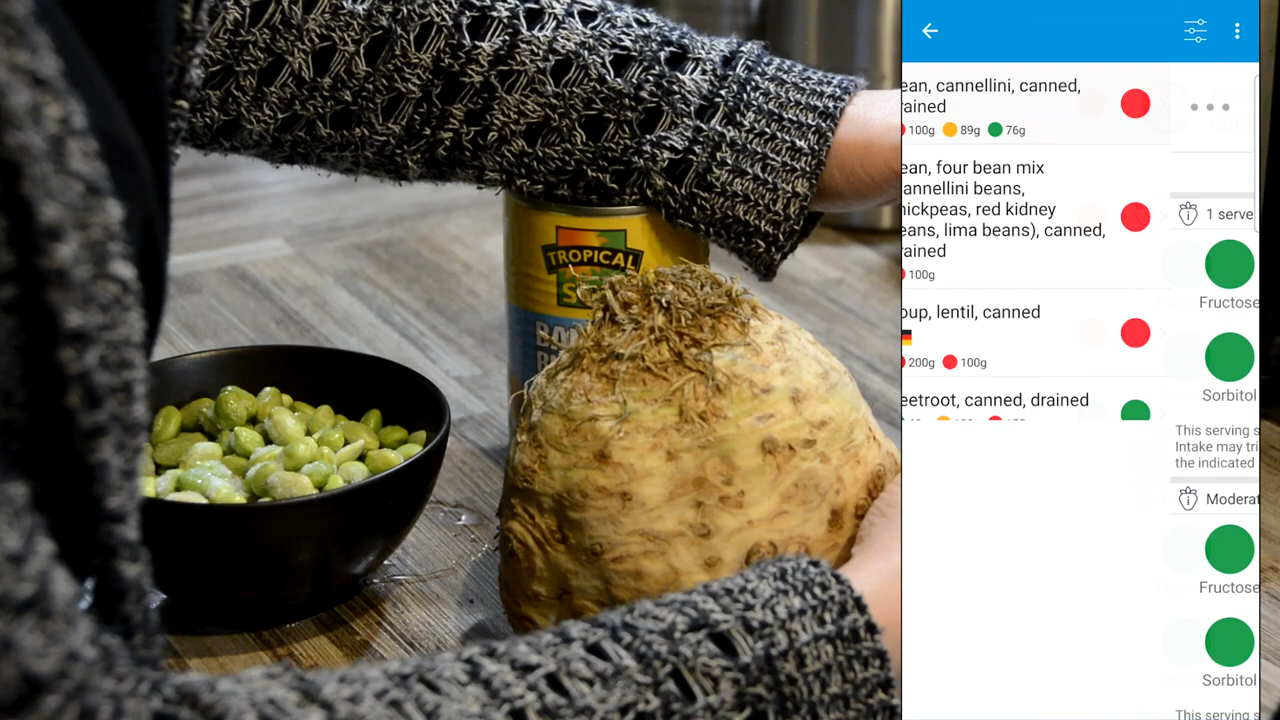 TROPICAL
ean, cannellini, canned,
rained
100g 89g 76g
ean, four bean mix
annellini beans,
hickpeas, red kidney
eans, lima beans), canned,
rained
100g
oup, lentil, canned
200g 100g
eetroot, canned, drained
1 serve
Fructose
Sorbitol
This serving s
Intake may tri
the indicated
Moderat
Fructose
Sorbitol
This serving s